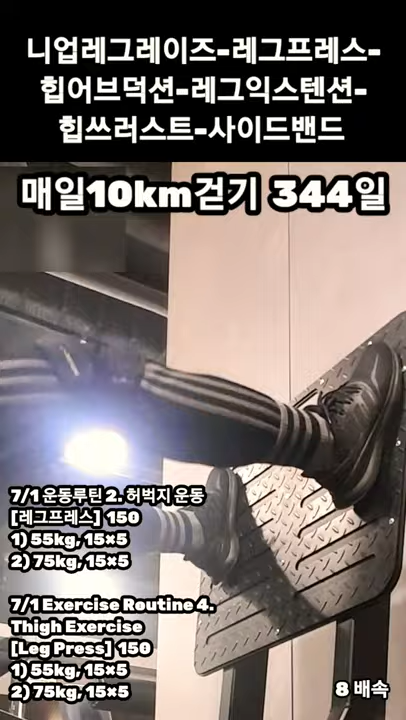 니업레그레이즈-레그프레스-
힙어브덕션-레그익스텐션-
힙쓰러스트-사이드밴드
매일10km걷기 344일
7/1 운동루틴 2. 허벅지 운동
[레그프레스] 150
1) 55kg, 15×5
2) 75kg, 15×5
7/1 Exercise Routine 4.
Thigh Exercise
[Leg Press] 150
1) 55kg, 15×5
2) 75kg, 15×5
8 배속